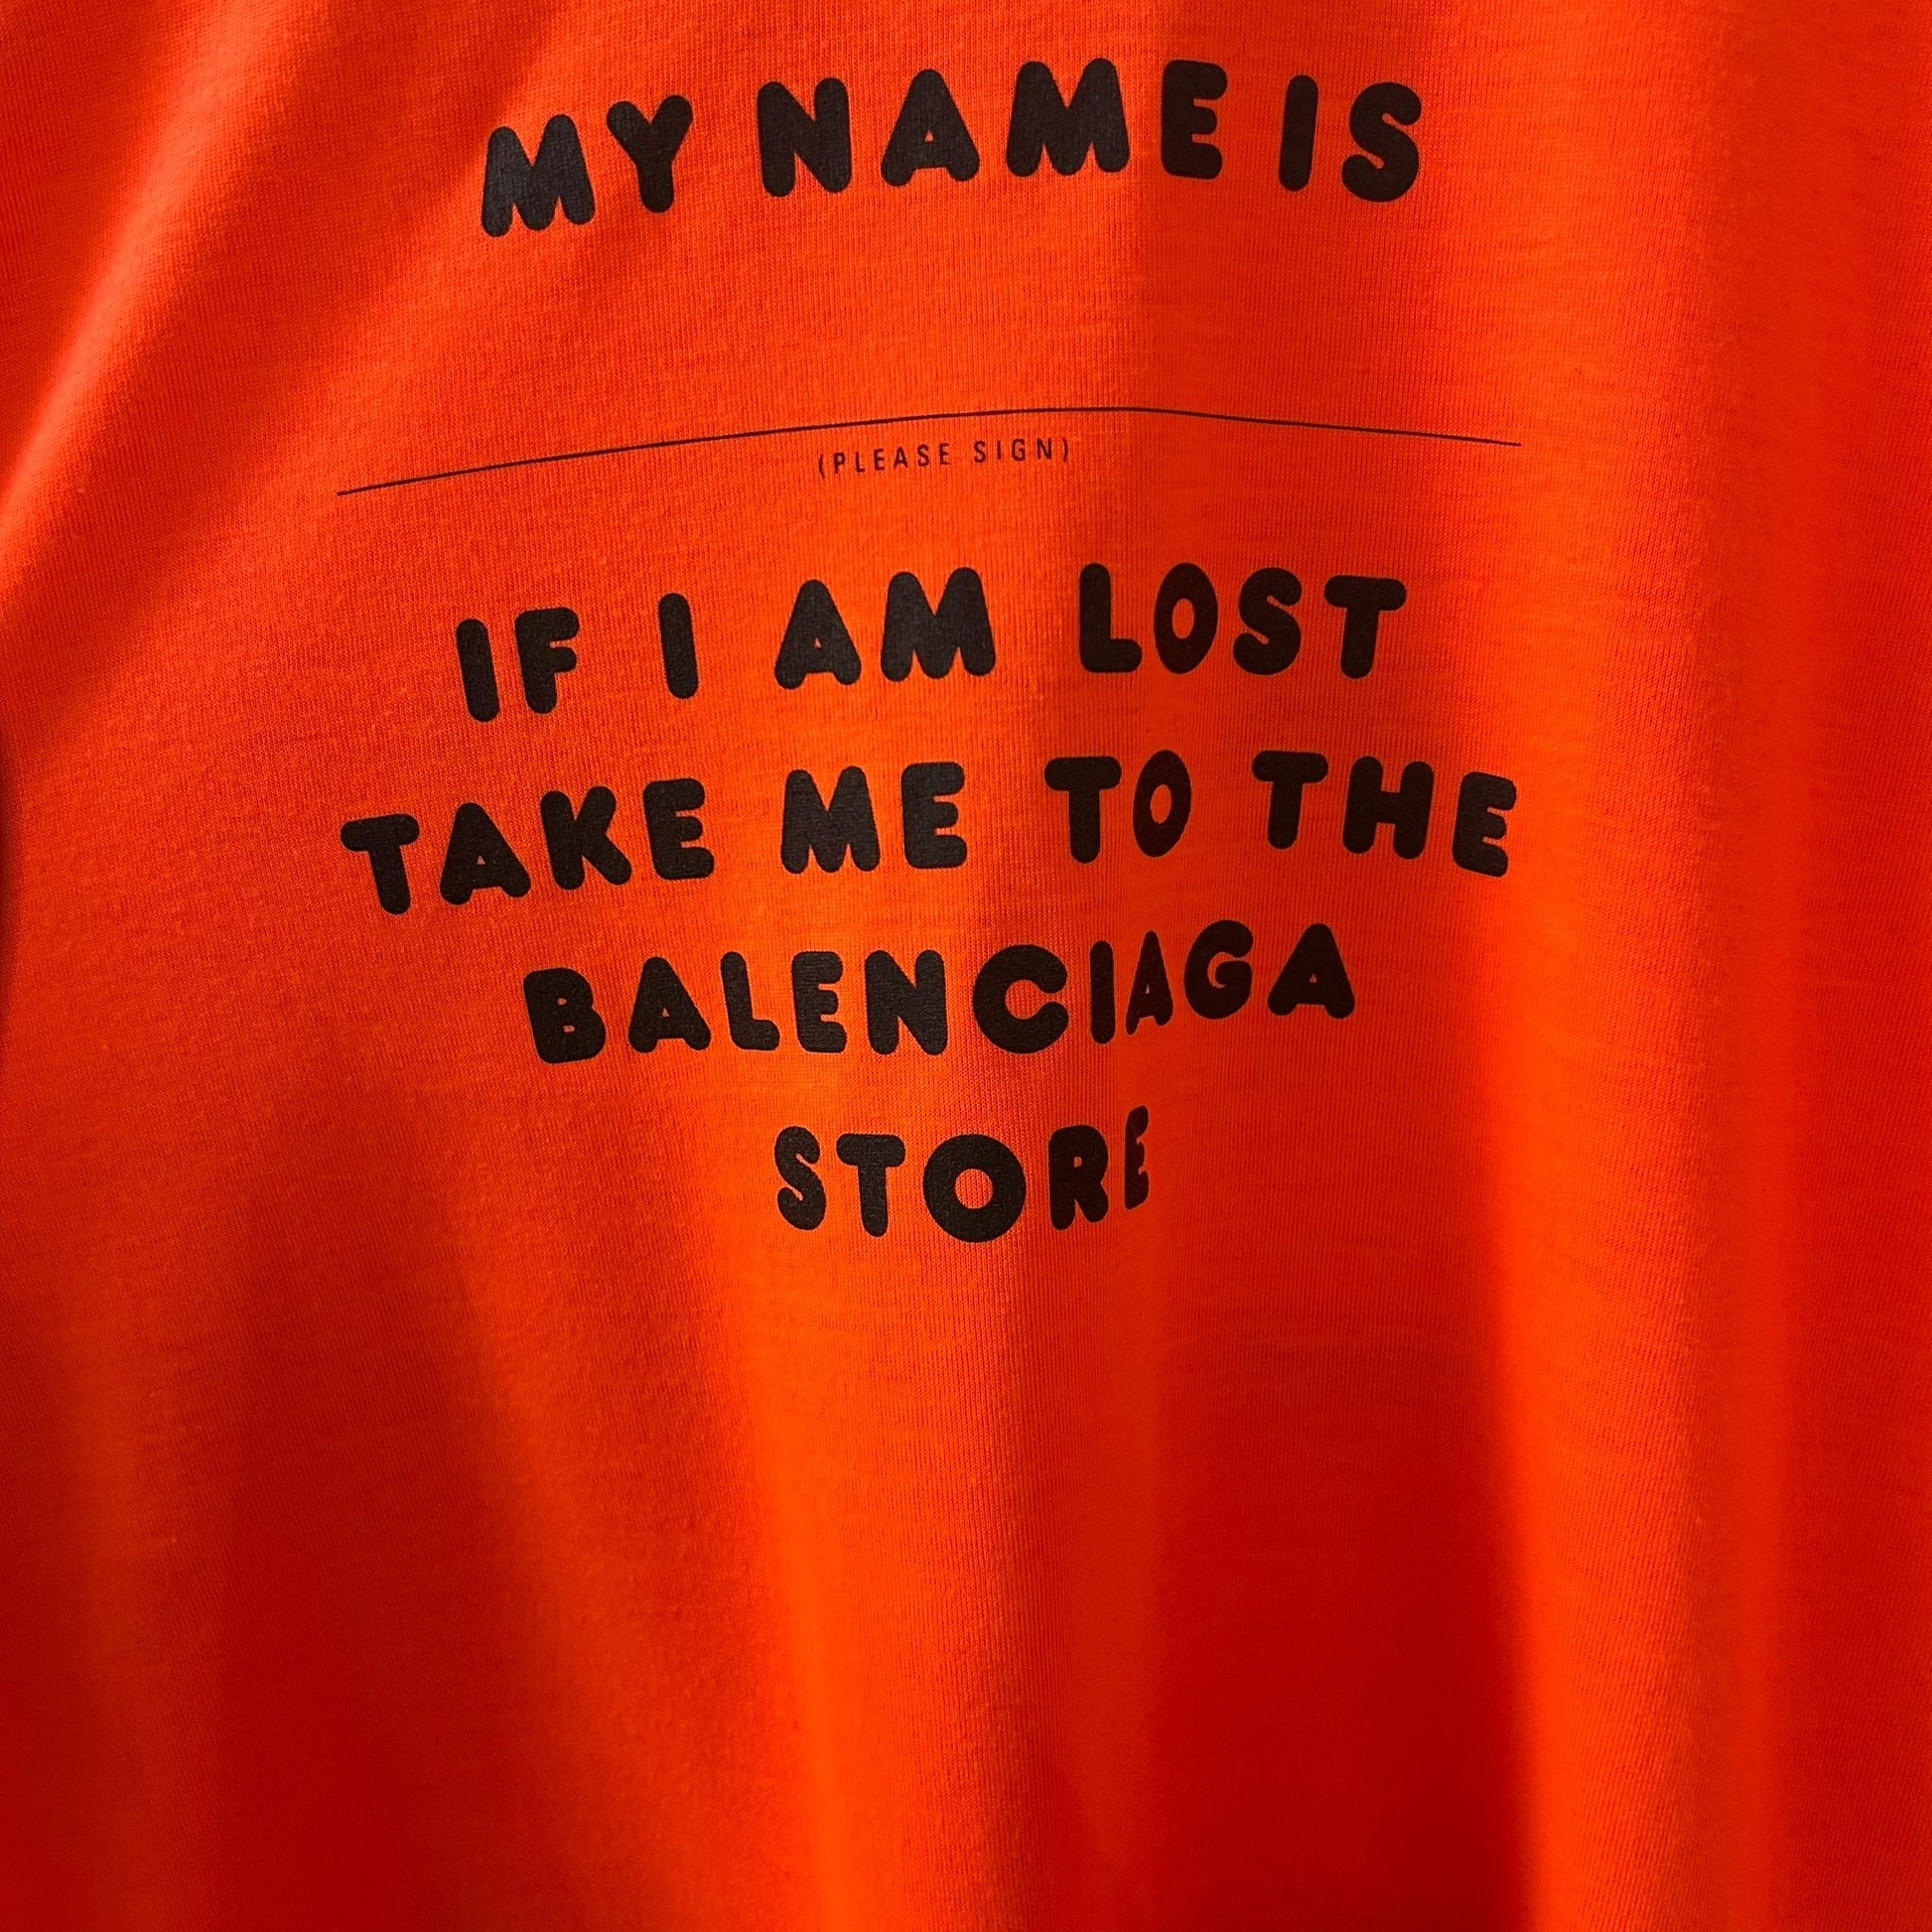 MY NAME IS
(PLEASE SIGN)
IF I AM LOST
TAKE ME TO THE
BALENCIAGA
STORE